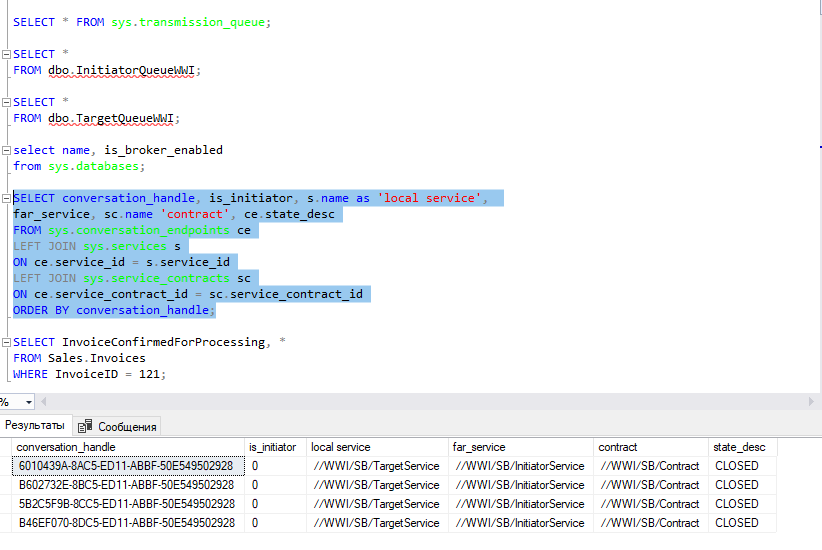 SELECT * FROM sys.transmission_queue;
SELECT *
FROM dbo.InitiatorQueueWWI;
SELECT *
FROM dbo.TargetQueueWWI;
select name, is_broker_enabled
from sys.databases;
SELECT conversation_handle, is_initiator, s.name as 'local service',
far_service, sc.name 'contract', ce.state_desc
FROM sys.conversation_endpoints ce
LEFT JOIN sys.services s
ON ce.service_id = s.service_id
LEFT JOIN sys.service_contracts sc
ON ce.service_contract_id = sc.service_contract_id
ORDER BY conversation_handle;
SELECT InvoiceConfirmedForProcessing, *
FROM Sales.Invoices
WHERE InvoiceID = 121;
%
Результаты Сообщения
conversation_handle is_initiator local service far_service contract state_desc
6010439A-8AC5-ED11-ABBF-50E549502928 0 //WWI/SB/TargetService //WWI/SB/InitiatorService //WWI/SB/Contract CLOSED
B602732E-8BC5-ED11-ABBF-50E549502928 0 //WWI/SB/TargetService //WWI/SB/InitiatorService //WWI/SB/Contract CLOSED
5B2C5F9B-8CC5-ED11-ABBF-50E549502928 0 //WWI/SB/TargetService //WWI/SB/InitiatorService //WWI/SB/Contract CLOSED
B46EF070-8DC5-ED11-ABBF-50E549502928 0 //WWI/SB/TargetService //WWI/SB/InitiatorService //WWI/SB/Contract CLOSED